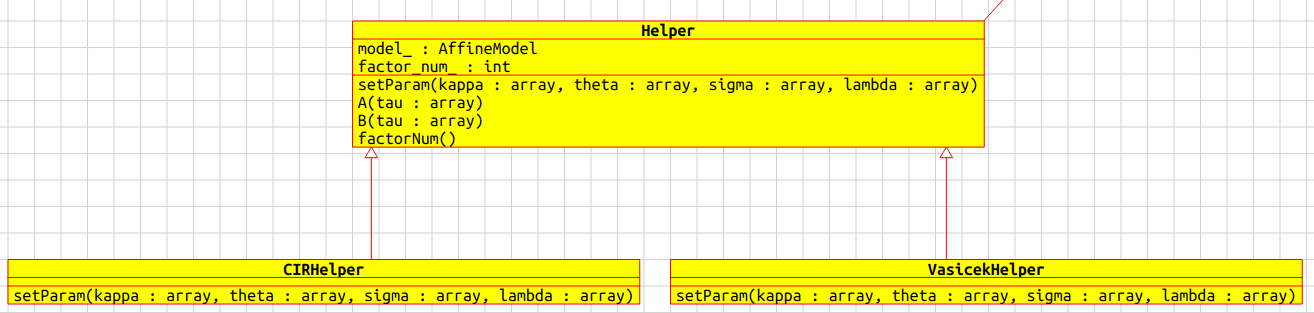 Helper
model_ : AffineModel
factor_num_ : int
setParam(kappa : array, theta : array, sigma : array, lambda : array)
A(tau : array)
B(tau : array)
factorNum()
CIRHelper
setParam(kappa : array, theta : array, sigma : array, lambda : array)
VasicekHelper
setParam(kappa : array, theta : array, sigma : array, lambda : array)